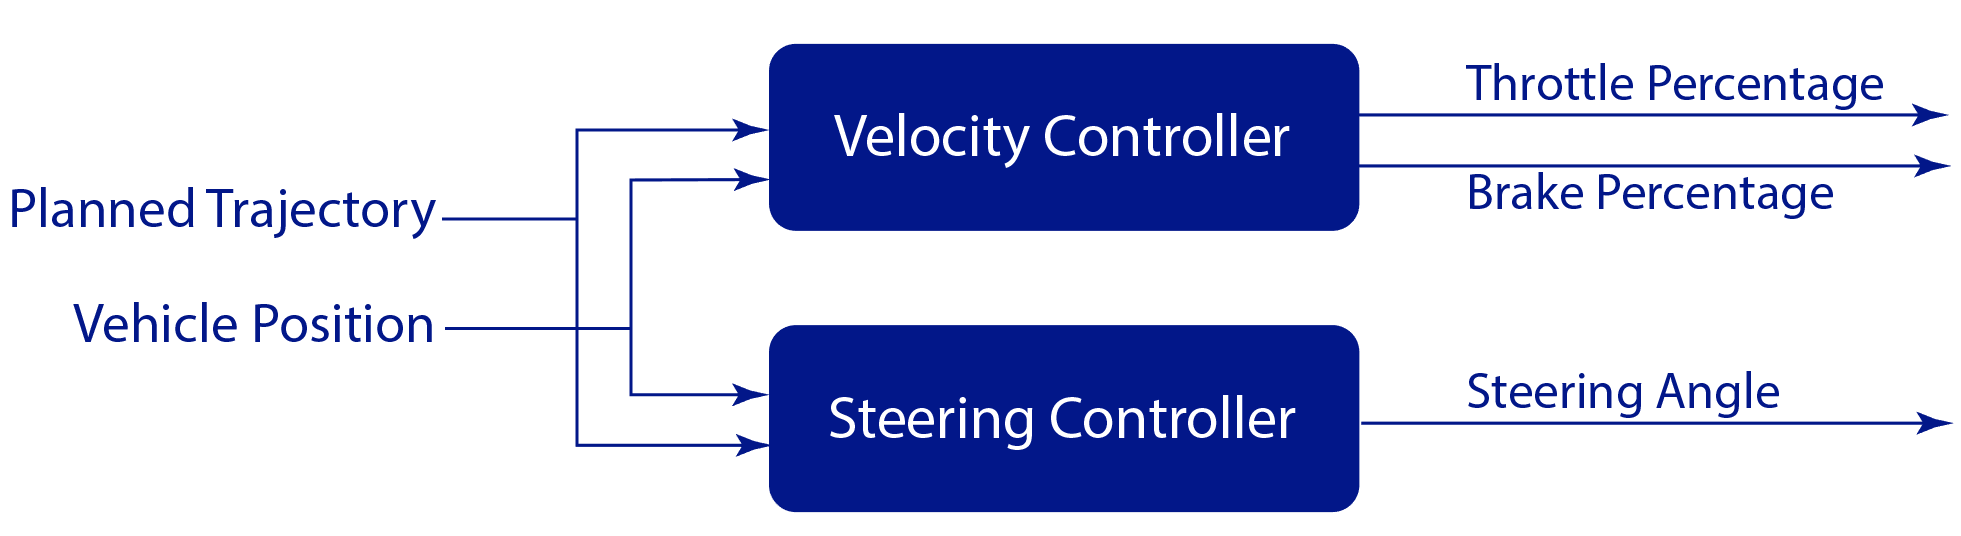 Planned Trajectory
Vehicle Position
Velocity Controller
Steering Controller
Throttle Percentage
Brake Percentage
Steering Angle